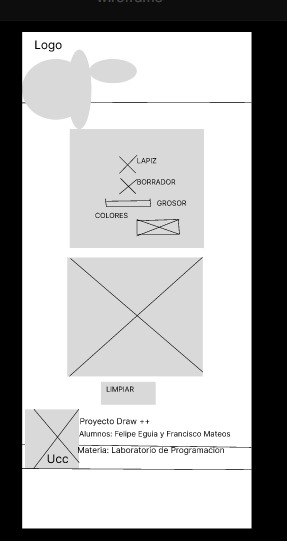 wireframe
Logo
LAPIZ
BORRADOR
GROSOR
COLORES
LIMPIAR
Proyecto Draw ++
Alumnos: Felipe Eguia y Francisco Mateos
Materia: Laboratorio de Programacion
Ucc